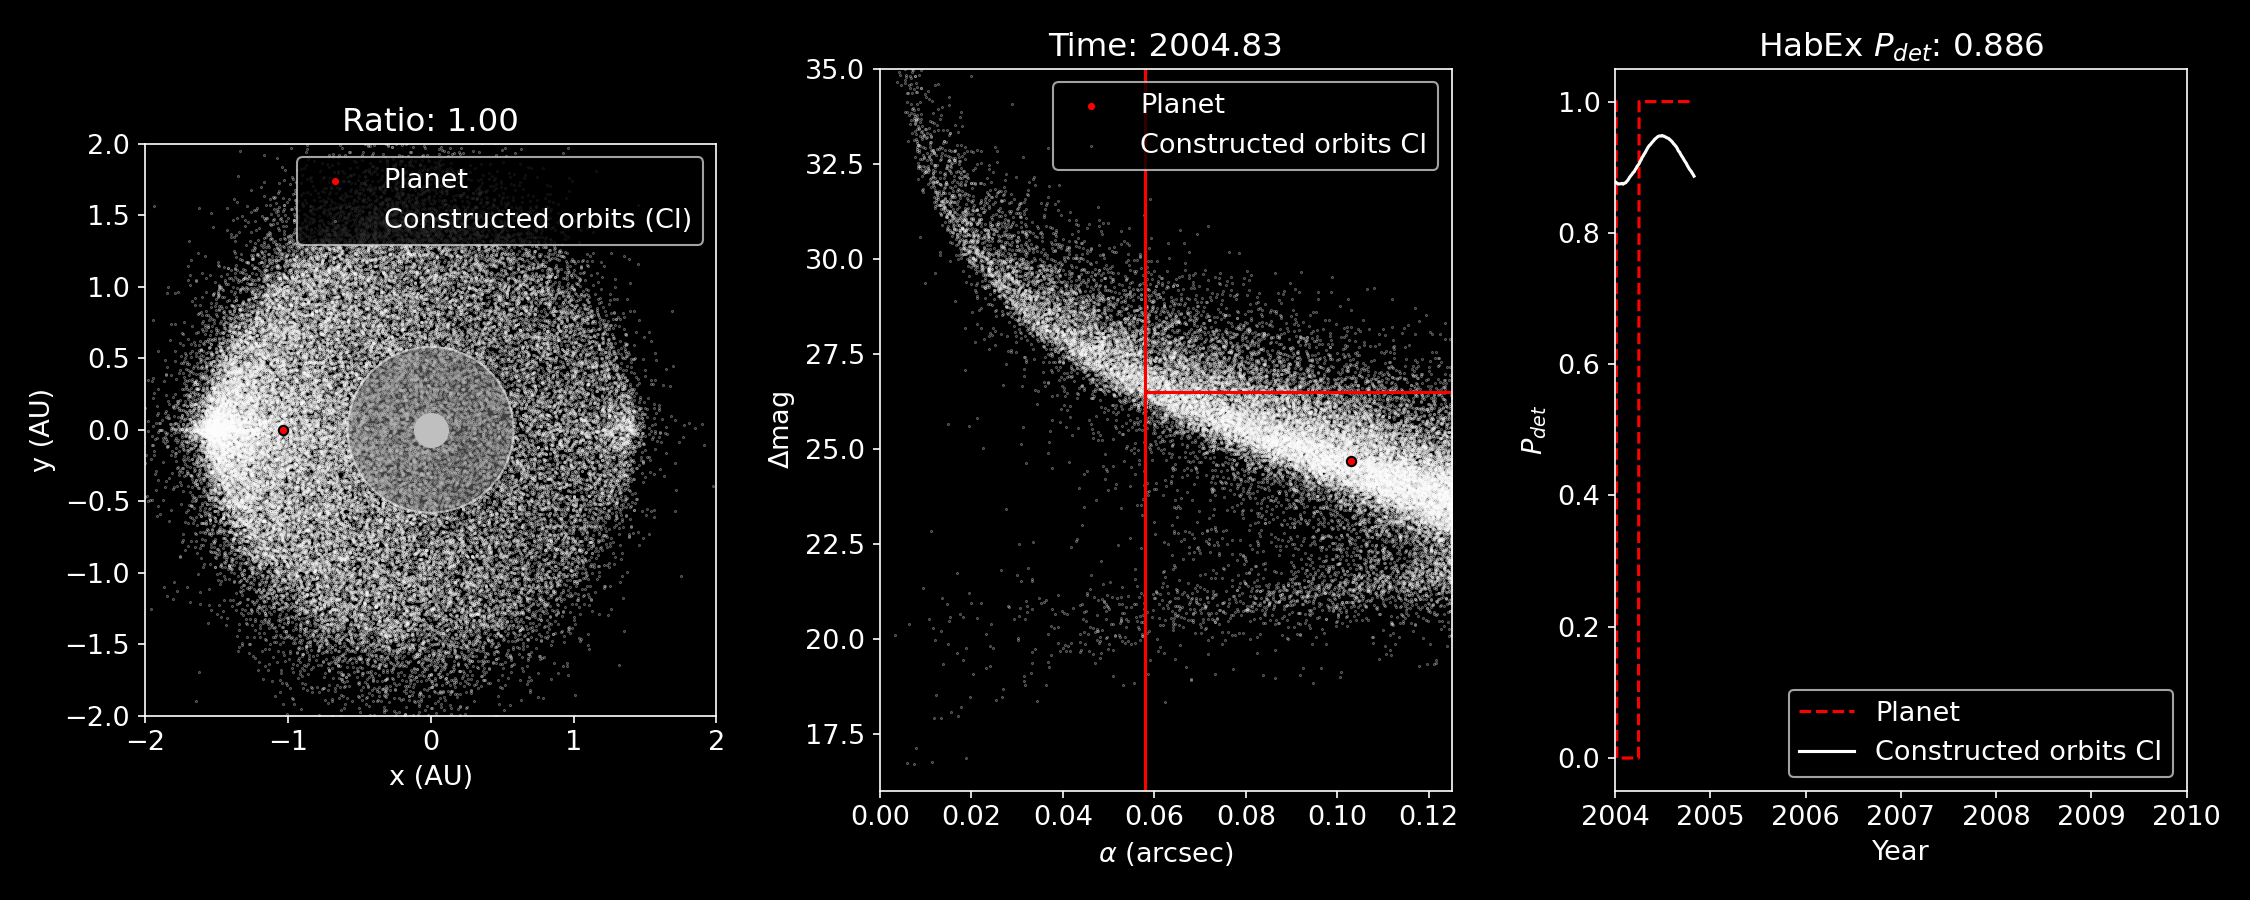 Ratio: 1.00
Planet
Constructed orbits (CI)
2.0
1.5
1.0
0.5
0.0
−0.5
−1.0
−1.5
−2.0
−2 −1 0 1 2
y (AU)
x (AU)
Time: 2004.83
Planet
Constructed orbits CI
35.0
32.5
30.0
27.5
25.0
22.5
20.0
17.5
0.00 0.02 0.04 0.06 0.08 0.10 0.12
Δmag
α (arcsec)
HabEx P_det: 0.886
1.0
0.8
0.6
0.4
0.2
0.0
P_det
Planet
Constructed orbits CI
2004 2005 2006 2007 2008 2009 2010
Year